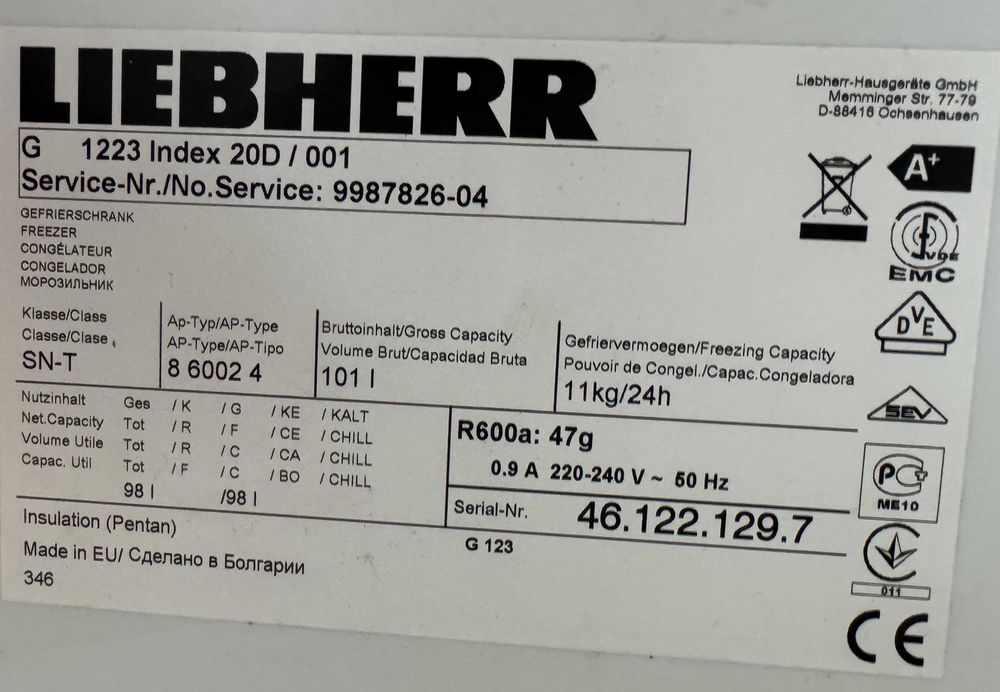 LIEBHERR
Liebherr-Hausgeräte GmbH
Memminger Str. 77-79
D-88416 Ochsenhausen
G 1223 Index 20D / 001
Service-Nr./No.Service: 9987826-04
A+
GEFRIERSCHRANK
FREEZER
CONGÉLATEUR
CONGELADOR
МОРОЗИЛЬНИК
VDE
EMC
DVE
Klasse/Class
Classe/Clase
SN-T
Ap-Typ/AP-Type
AP-Type/AP-Tipo
8 6002 4
Bruttoinhalt/Gross Capacity
Volume Brut/Capacidad Bruta
101 l
Gefriervermoegen/Freezing Capacity
Pouvoir de Congel./Capac.Congeladora
11kg/24h
SEV
Nutzinhalt Ges / K / G / KE / KALT
Net.Capacity Tot / R / F / CE / CHILL
Volume Utile Tot / R / C / CA / CHILL
Capac. Util Tot / F / C / BO / CHILL
98 l /98 l
R600a: 47g
0.9 A 220-240 V ~ 50 Hz
Serial-Nr. 46.122.129.7
PC
ME10
Insulation (Pentan)
G 123
Made in EU/ Сделано в Болгарии
346
011
CE